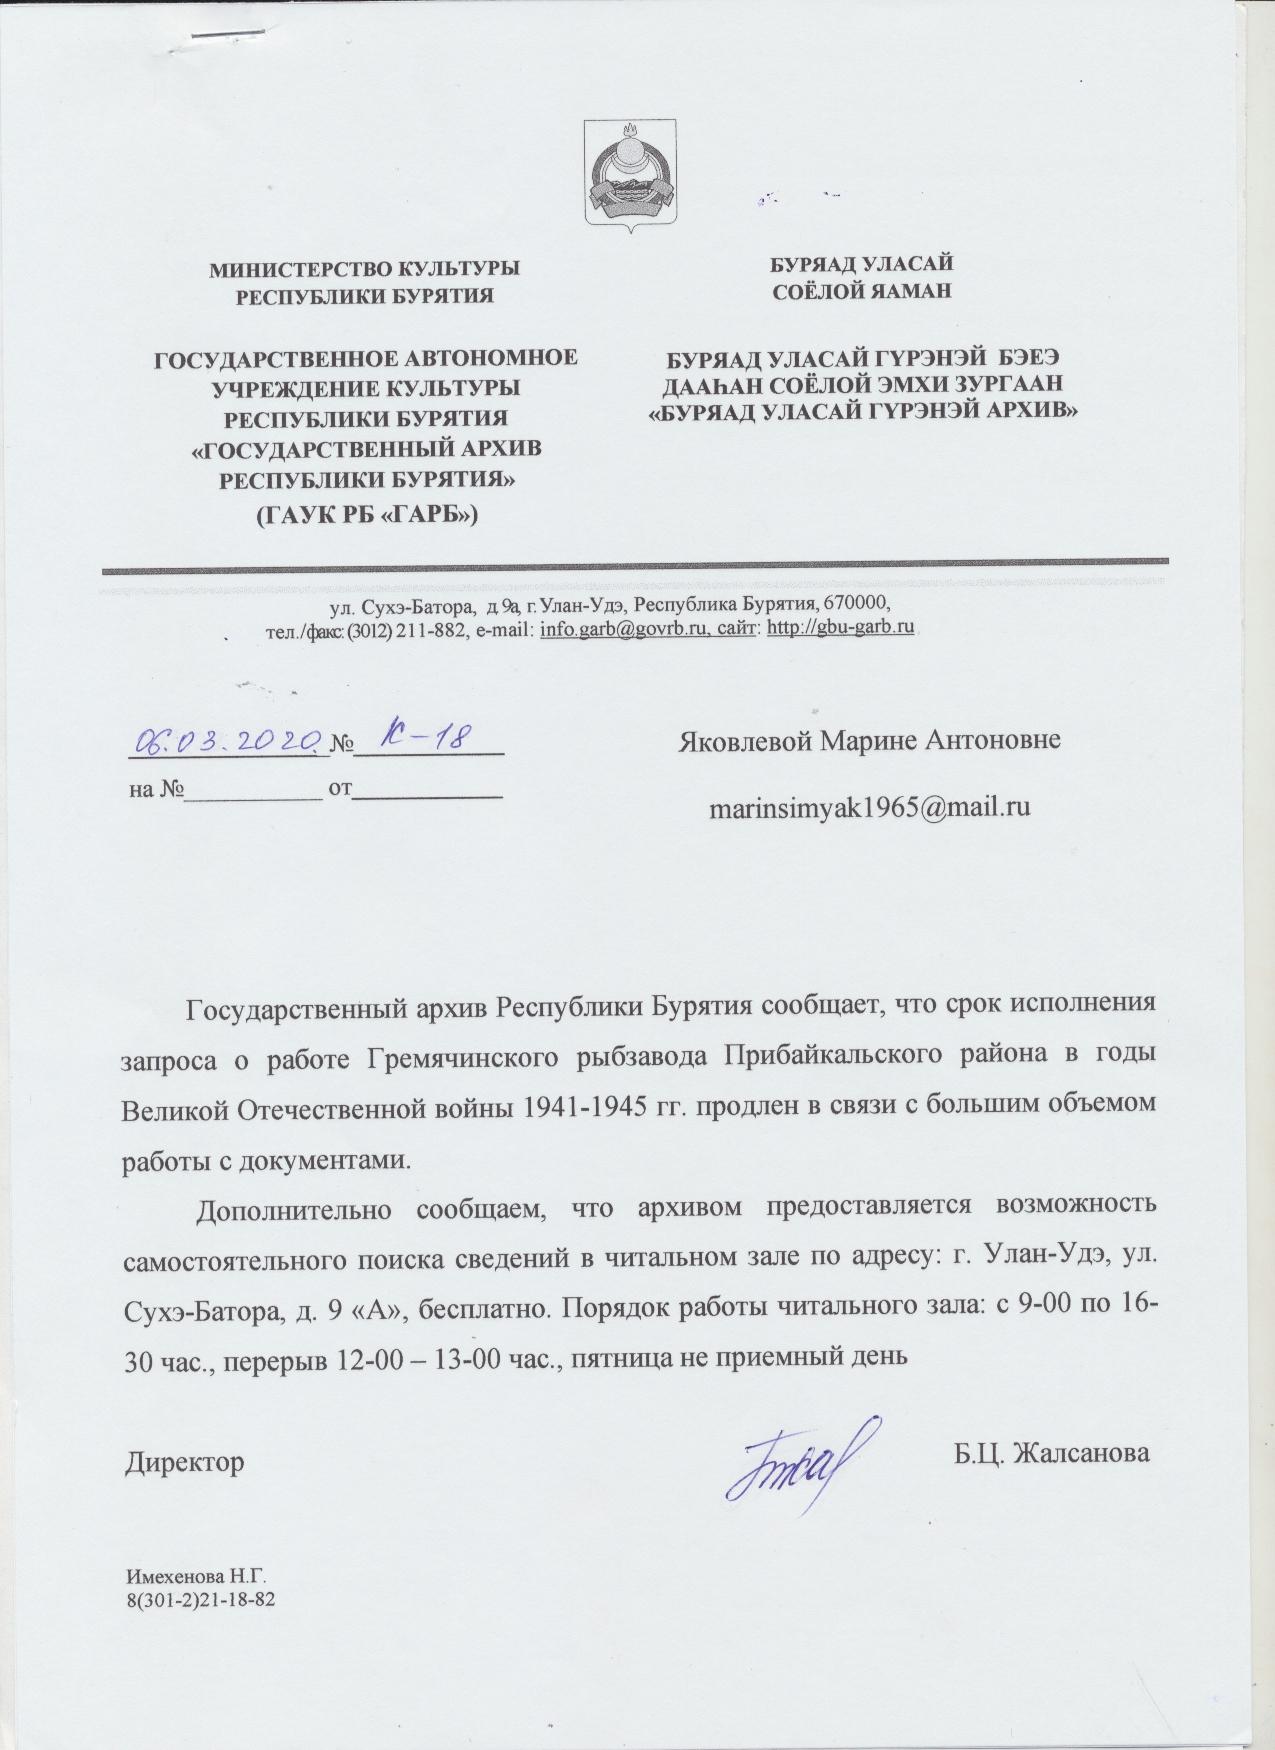 МИНИСТЕРСТВО КУЛЬТУРЫ
РЕСПУБЛИКИ БУРЯТИЯ
ГОСУДАРСТВЕННОЕ АВТОНОМНОЕ
УЧРЕЖДЕНИЕ КУЛЬТУРЫ
РЕСПУБЛИКИ БУРЯТИЯ
«ГОСУДАРСТВЕННЫЙ АРХИВ
РЕСПУБЛИКИ БУРЯТИЯ»
(ГАУК РБ «ГАРБ»)
БУРЯАД УЛАСАЙ
СОЁЛОЙ ЯАМАН
БУРЯАД УЛАСАЙ ГҮРЭНЭЙ БЭЕЭ
ДААҺАН СОЁЛОЙ ЭМХИ ЗУРГААН
«БУРЯАД УЛАСАЙ ГҮРЭНЭЙ АРХИВ»
ул. Сухэ-Батора, д.9а, г. Улан-Удэ, Республика Бурятия, 670000,
тел./факс: (3012) 211-882, e-mail: info.garb@govrb.ru, сайт: http://gbu-garb.ru
06.03.2020 № К-18
на №__________ от___________
Яковлевой Марине Антоновне
marinsimyak1965@mail.ru
Государственный архив Республики Бурятия сообщает, что срок исполнения
запроса о работе Гремячинского рыбзавода Прибайкальского района в годы
Великой Отечественной войны 1941-1945 гг. продлен в связи с большим объемом
работы с документами.
Дополнительно сообщаем, что архивом предоставляется возможность
самостоятельного поиска сведений в читальном зале по адресу: г. Улан-Удэ, ул.
Сухэ-Батора, д. 9 «А», бесплатно. Порядок работы читального зала: с 9-00 по 16-
30 час., перерыв 12-00 – 13-00 час., пятница не приемный день
Директор
Б.Ц. Жалсанова
Имехенова Н.Г.
8(301-2)21-18-82